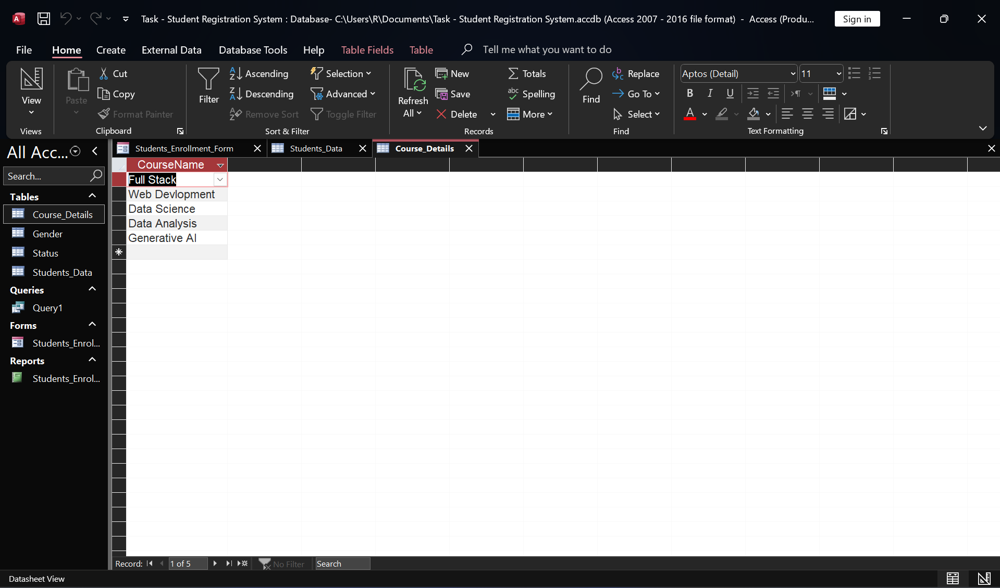 Task - Student Registration System : Database- C:\Users\R\Documents\Task - Student Registration System.accdb (Access 2007 - 2016 file format) - Access (Produ...
Sign in
File Home Create External Data Database Tools Help Table Fields Table Tell me what you want to do
View
Views
Paste
Cut
Copy
Format Painter
Clipboard
Filter
Ascending
Descending
Remove Sort
Selection
Advanced
Toggle Filter
Sort & Filter
Refresh
All
New
Save
Delete
Totals
Spelling
More
Records
Find
Replace
Go To
Select
Find
Aptos (Detail) 11
B I U
A
Text Formatting
All Acc...
Search...
Tables
Course_Details
Gender
Status
Students_Data
Queries
Query1
Forms
Students_Enrol...
Reports
Students_Enrol...
Students_Enrollment_Form Students_Data Course_Details
CourseName
Full Stack
Web Devlopment
Data Science
Data Analysis
Generative AI
Record: 1 of 5 No Filter Search
Datasheet View